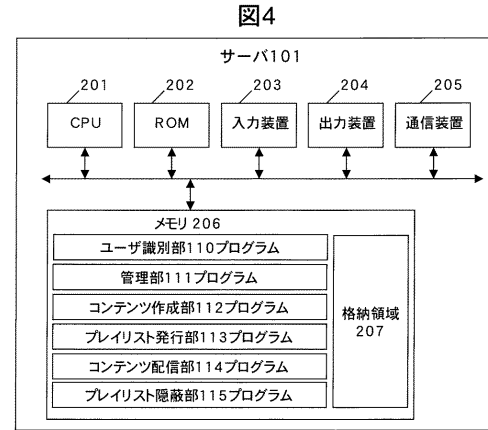 図4
サーバ101
201
202
203
204
205
CPU
ROM
入力装置
出力装置
通信装置
メモリ206
ユーザ識別部110プログラム
管理部111プログラム
コンテンツ作成部112プログラム
プレイリスト発行部113プログラム
コンテンツ配信部114プログラム
プレイリスト隠蔽部115プログラム
格納領域
207